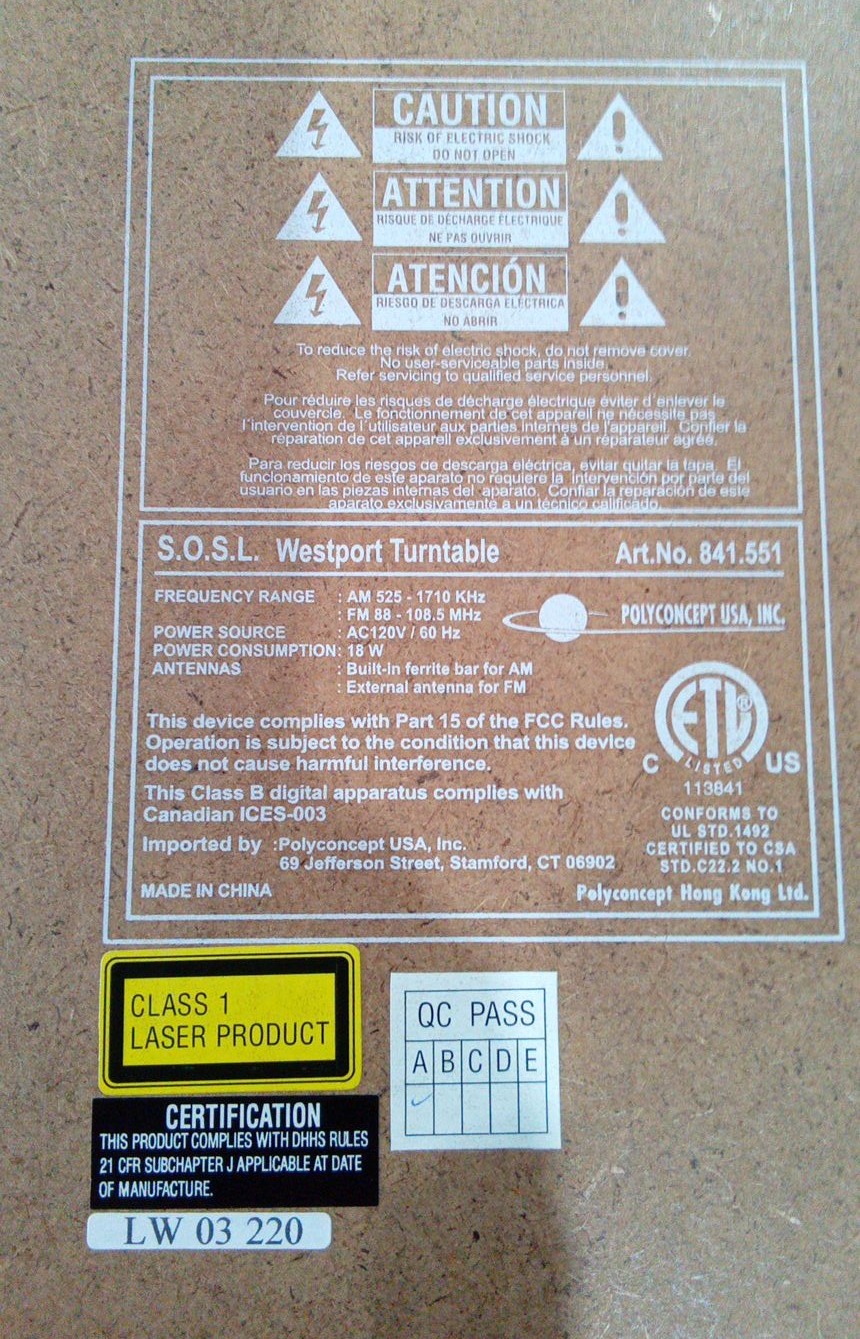 CAUTION
RISK OF ELECTRIC SHOCK
DO NOT OPEN
ATTENTION
RISQUE DE DÉCHARGE ÉLECTRIQUE
NE PAS OUVRIR
ATENCIÓN
RIESGO DE DESCARGA ELÉCTRICA
NO ABRIR
To reduce the risk of electric shock, do not remove cover.
No user-serviceable parts inside.
Refer servicing to qualified service personnel.
Pour réduire les risques de décharge électrique éviter d'enlever le
couvercle. Le fonctionnement de cet appareil ne nécessite pas
l'intervention de l'utilisateur aux parties internes de l'appareil. Confier la
réparation de cet appareil exclusivement à un réparateur agréé.
Para reducir los riesgos de descarga eléctrica, evitar quitar la tapa. El
funcionamiento de este aparato no requiere la Intervención por parte del
usuario en las piezas internas del aparato. Confiar la reparación de este
aparato exclusivamente a un técnico calificado.
S.O.S.L. Westport Turntable Art.No. 841.551
FREQUENCY RANGE : AM 525 - 1710 KHz
: FM 88 - 108.5 MHz
POLYCONCEPT USA, INC.
POWER SOURCE : AC120V / 60 Hz
POWER CONSUMPTION: 18 W
ANTENNAS : Built-in ferrite bar for AM
: External antenna for FM
This device complies with Part 15 of the FCC Rules.
Operation is subject to the condition that this device
does not cause harmful interference.
This Class B digital apparatus complies with
Canadian ICES-003
ETL®
LISTED
C US
113841
CONFORMS TO
UL STD.1492
CERTIFIED TO CSA
STD.C22.2 NO.1
Imported by :Polyconcept USA, Inc.
69 Jefferson Street, Stamford, CT 06902
MADE IN CHINA Polyconcept Hong Kong Ltd.
CLASS 1
LASER PRODUCT
QC PASS
A B C D E
CERTIFICATION
THIS PRODUCT COMPLIES WITH DHHS RULES
21 CFR SUBCHAPTER J APPLICABLE AT DATE
OF MANUFACTURE.
LW 03 220